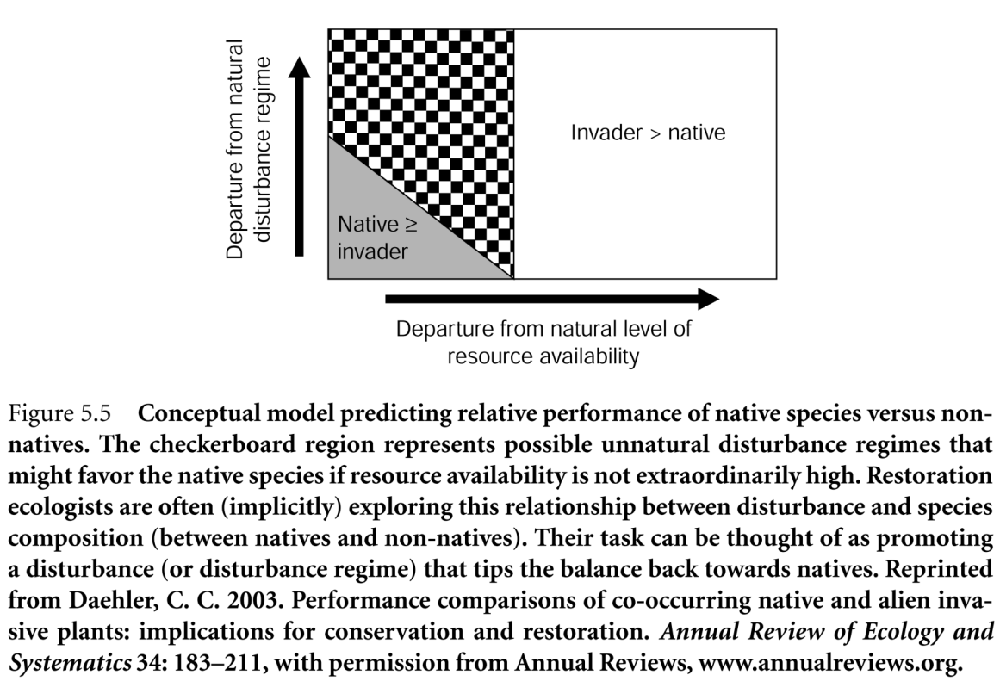 Departure from natural
disturbance regime
Invader > native
Native ≥
invader
Departure from natural level of
resource availability
Figure 5.5 Conceptual model predicting relative performance of native species versus non-
natives. The checkerboard region represents possible unnatural disturbance regimes that
might favor the native species if resource availability is not extraordinarily high. Restoration
ecologists are often (implicitly) exploring this relationship between disturbance and species
composition (between natives and non-natives). Their task can be thought of as promoting
a disturbance (or disturbance regime) that tips the balance back towards natives. Reprinted
from Daehler, C. C. 2003. Performance comparisons of co-occurring native and alien inva-
sive plants: implications for conservation and restoration. Annual Review of Ecology and
Systematics 34: 183–211, with permission from Annual Reviews, www.annualreviews.org.